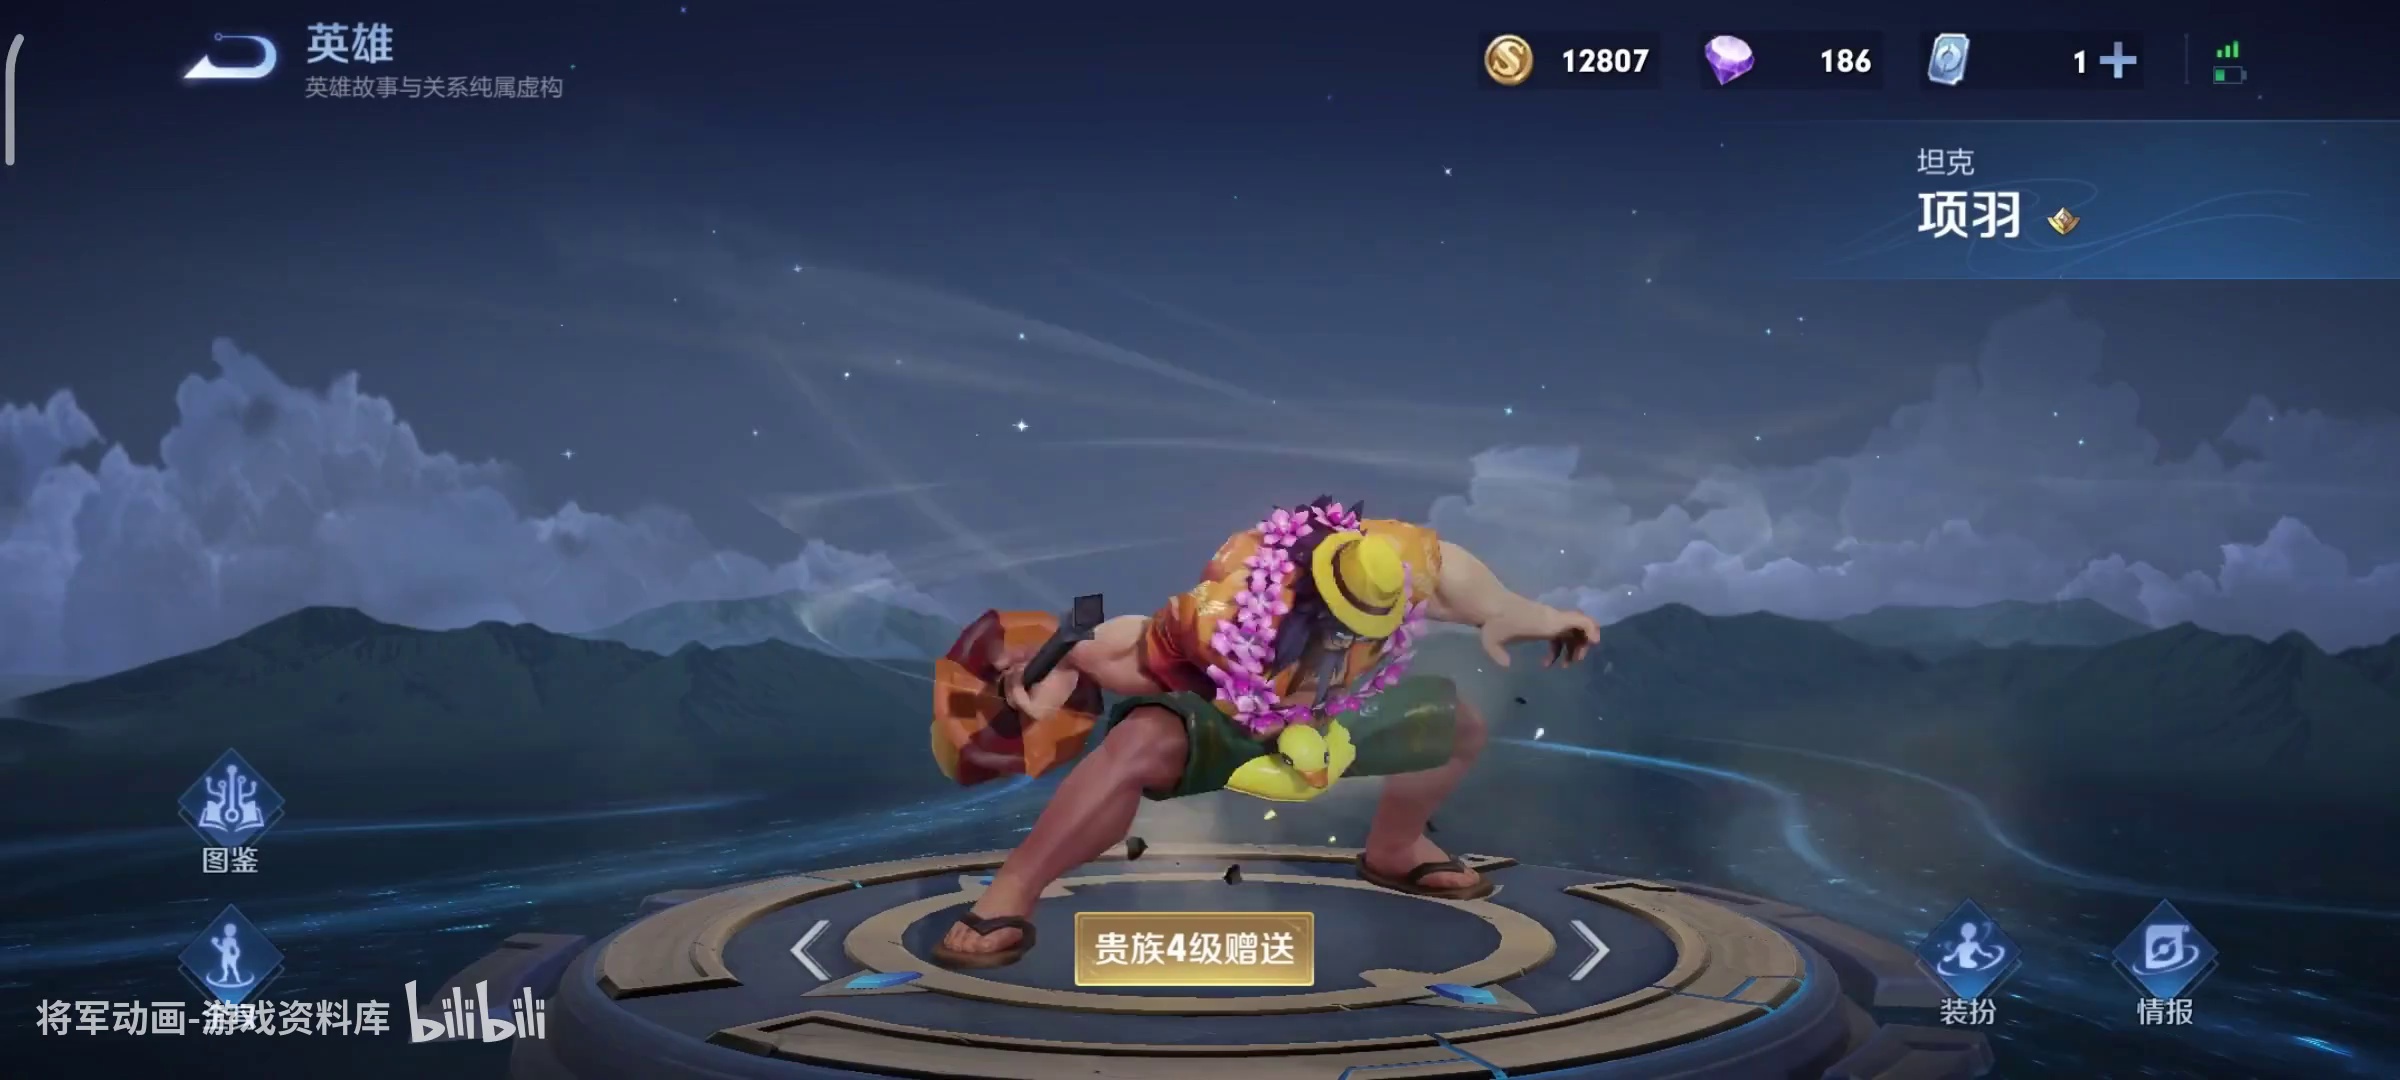 英雄
英雄故事与关系纯属虚构
12807
186
1
坦克
项羽
图鉴
贵族4级赠送
装扮
情报
将军动画-游戏资料库 bilibili